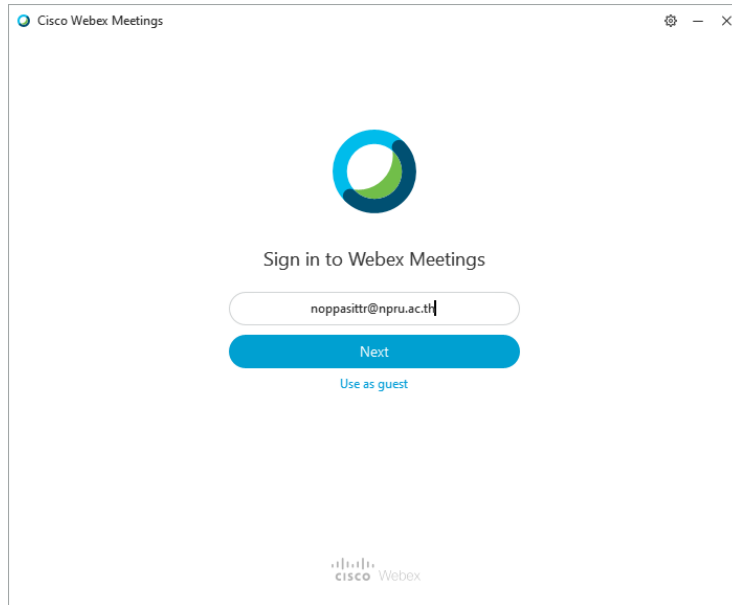 Cisco Webex Meetings
Sign in to Webex Meetings
noppasittr@npru.ac.th
Next
Use as guest
CISCO Webex